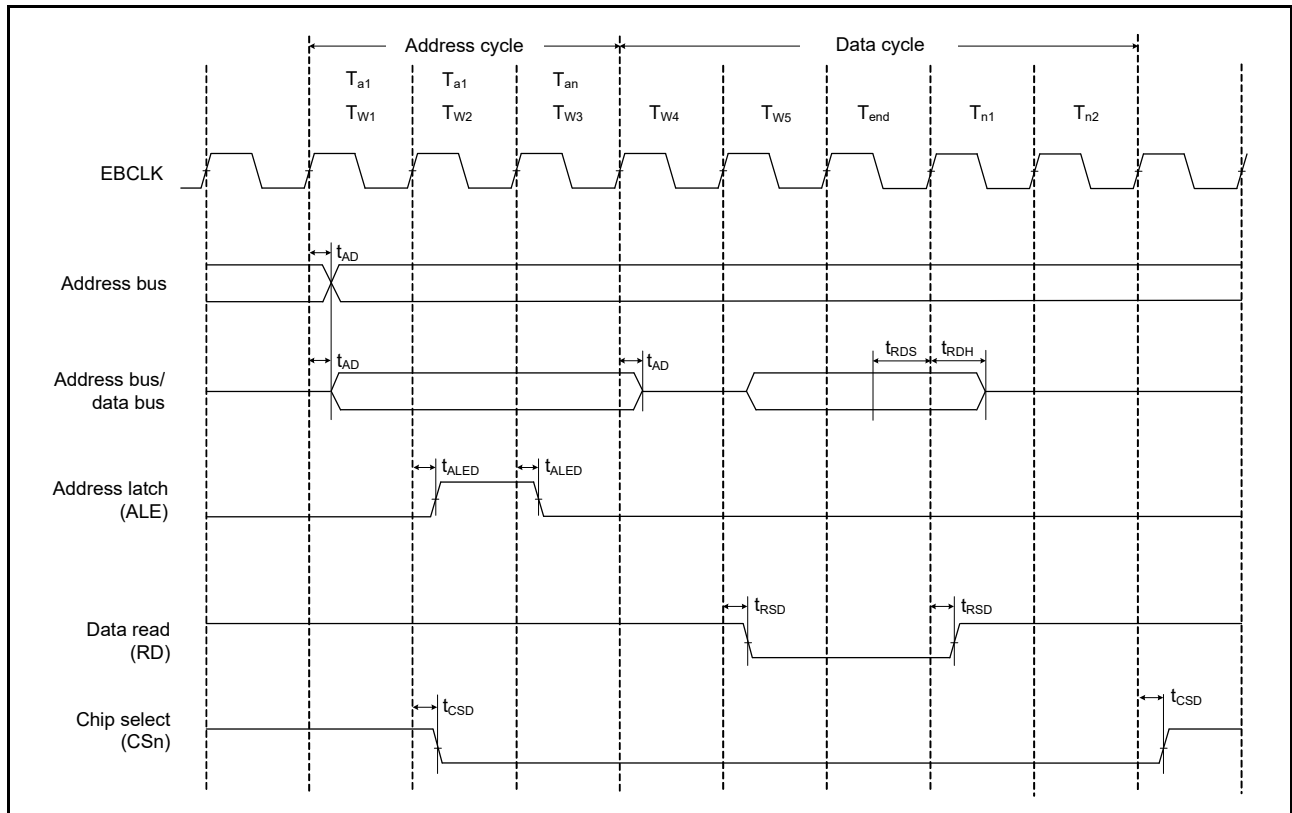 Address cycle Data cycle
Ta1 Ta1 Tan
TW1 TW2 TW3 TW4 TW5 Tend Tn1 Tn2
EBCLK
tAD
Address bus
tAD tAD tRDS tRDH
Address bus/
data bus
tALED tALED
Address latch
(ALE)
tRSD tRSD
Data read
(RD)
tCSD tCSD
Chip select
(CSn)